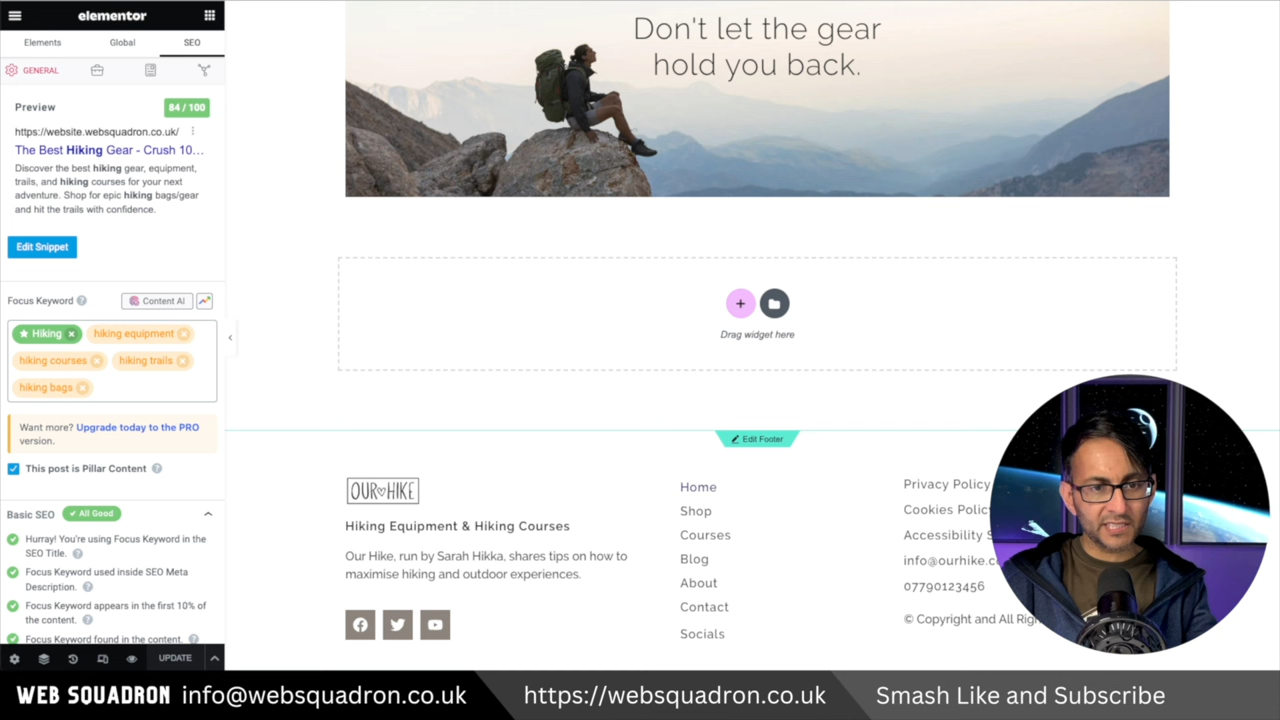 elementor
Elements Global SEO
GENERAL
Preview 84 / 100
https://website.websquadron.co.uk/
The Best Hiking Gear - Crush 10...
Discover the best hiking gear, equipment,
trails, and hiking courses for your next
adventure. Shop for epic hiking bags/gear
and hit the trails with confidence.
Edit Snippet
Focus Keyword ? Content AI
Hiking × hiking equipment ×
hiking courses × hiking trails ×
hiking bags ×
Want more? Upgrade today to the PRO
version.
This post is Pillar Content ?
Basic SEO All Good
Hurray! You're using Focus Keyword in the
SEO Title. ?
Focus Keyword used inside SEO Meta
Description. ?
Focus Keyword appears in the first 10% of
the content. ?
Focus Keyword found in the content. ?
UPDATE
Don't let the gear
hold you back.
Drag widget here
Edit Footer
OUR HIKE
Hiking Equipment & Hiking Courses
Our Hike, run by Sarah Hikka, shares tips on how to
maximise hiking and outdoor experiences.
Home
Shop
Courses
Blog
About
Contact
Socials
Privacy Policy
Cookies Polic
Accessibility S
info@ourhike.c
07790123456
© Copyright and All Righ
WEB SQUADRON info@websquadron.co.uk https://websquadron.co.uk Smash Like and Subscribe